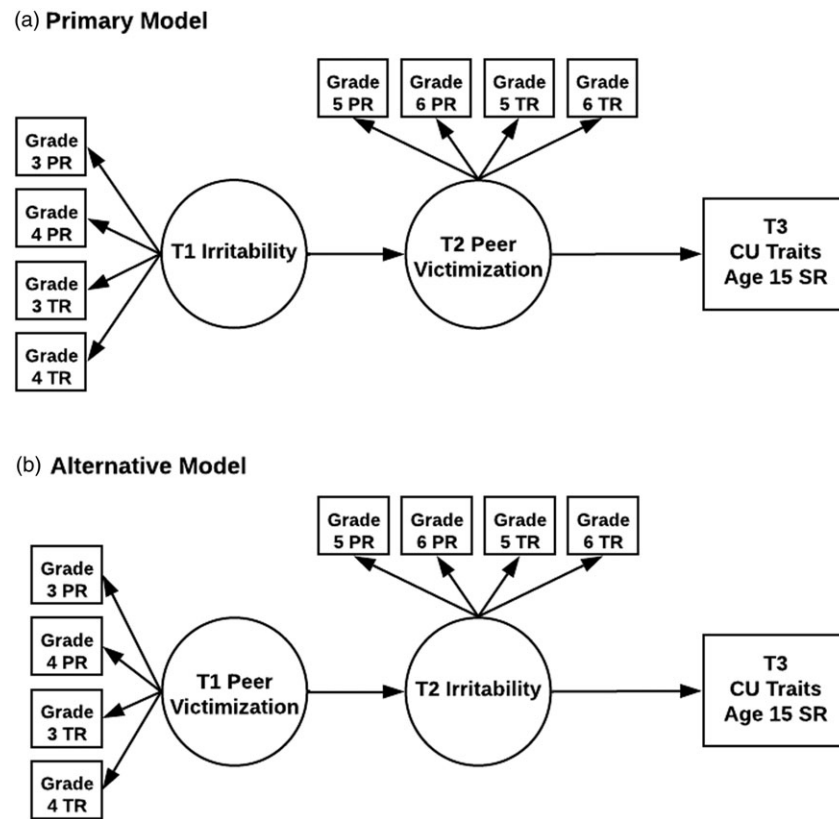 (a) Primary Model
Grade
5 PR
Grade
6 PR
Grade
5 TR
Grade
6 TR
Grade
3 PR
Grade
4 PR
Grade
3 TR
Grade
4 TR
T1 Irritability
T2 Peer
Victimization
T3
CU Traits
Age 15 SR
(b) Alternative Model
Grade
5 PR
Grade
6 PR
Grade
5 TR
Grade
6 TR
Grade
3 PR
Grade
4 PR
Grade
3 TR
Grade
4 TR
T1 Peer
Victimization
T2 Irritability
T3
CU Traits
Age 15 SR